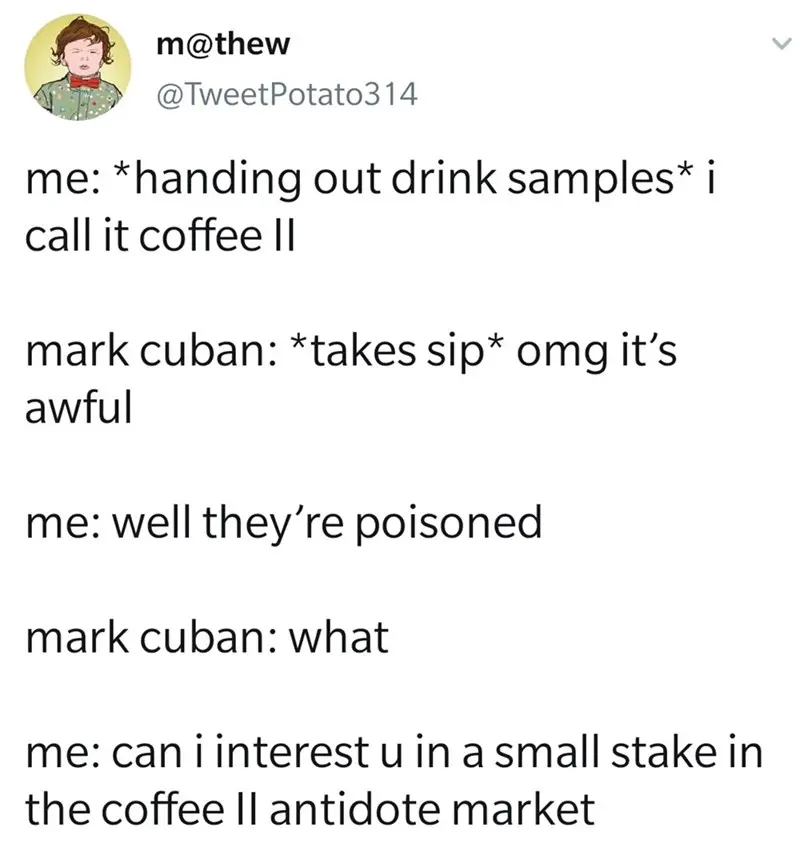 m@thew
@TweetPotato314
me: *handing out drink samples* i
call it coffee II
mark cuban: *takes sip* omg it’s
awful
me: well they’re poisoned
mark cuban: what
me: can i interest u in a small stake in
the coffee II antidote market